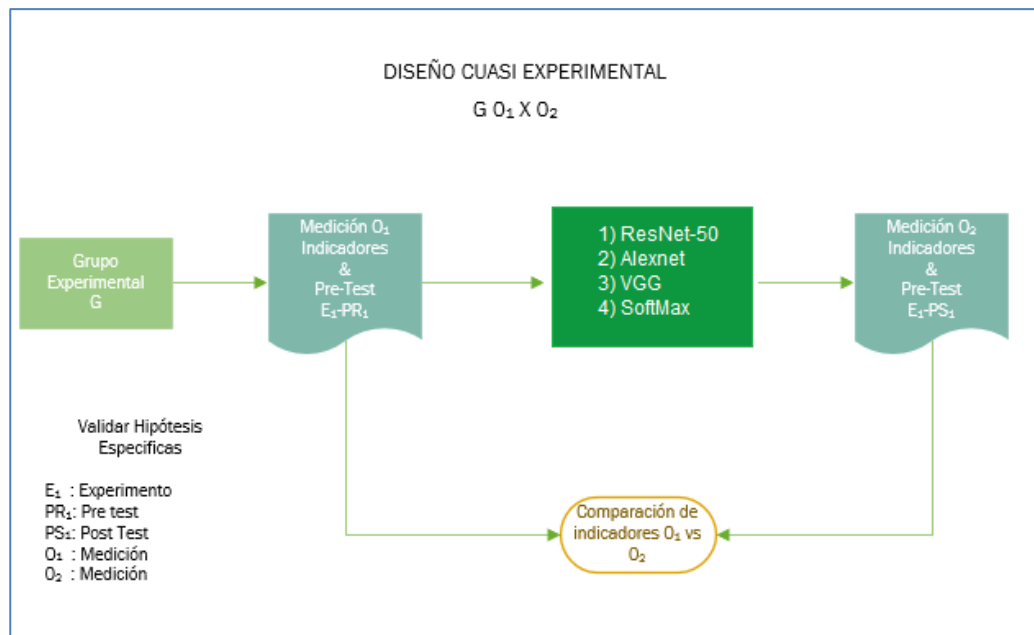 DISEÑO CUASI EXPERIMENTAL
G O₁ X O₂
Grupo
Experimental
G
Medición O₁
Indicadores
&
Pre-Test
E₁-PR₁
1) ResNet-50
2) Alexnet
3) VGG
4) SoftMax
Medición O₂
Indicadores
&
Pre-Test
E₁-PS₁
Validar Hipótesis
Especificas
E₁ : Experimento
PR₁: Pre test
PS₁: Post Test
O₁ : Medición
O₂ : Medición
Comparación de
indicadores O₁ vs
O₂